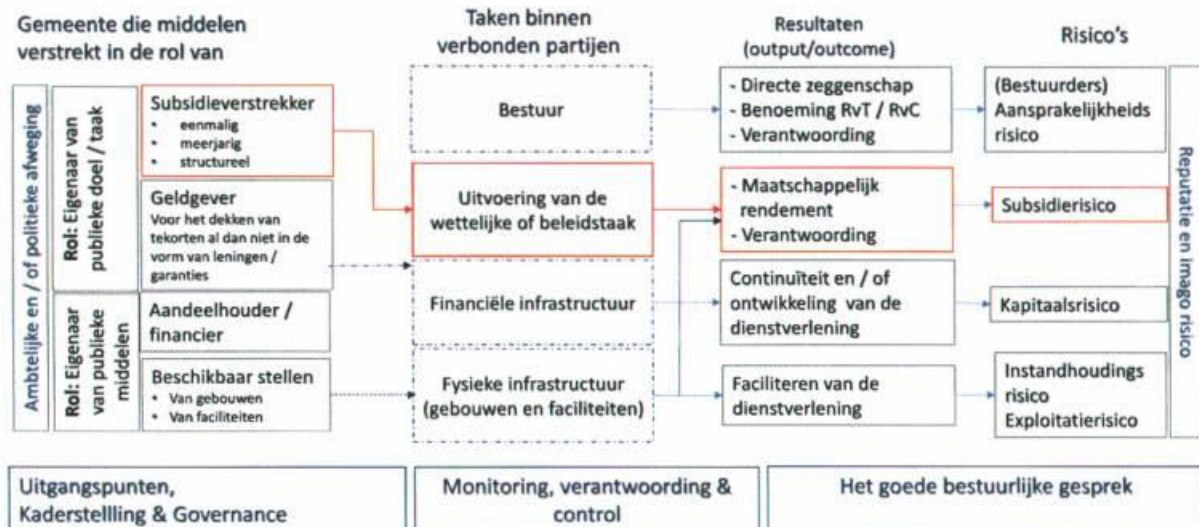 Gemeente die middelen
verstrekt in de rol van
Taken binnen
verbonden partijen
Resultaten
(output/outcome)
Risico's
Ambtelijke en / of politieke afweging
Rol: Eigenaar van
publieke doel / taak
Subsidieverstrekker
• eenmalig
• meerjarig
• structureel
Geldgever
Voor het dekken van
tekorten al dan niet in de
vorm van leningen /
garanties
Rol: Eigenaar
van publieke
middelen
Aandeelhouder /
financier
Beschikbaar stellen
• Van gebouwen
• Van faciliteiten
Bestuur
Uitvoering van de
wettelijke of beleidstaak
Financiële infrastructuur
Fysieke infrastructuur
(gebouwen en faciliteiten)
- Directe zeggenschap
- Benoeming RvT / RvC
- Verantwoording
- Maatschappelijk
rendement
- Verantwoording
Continuïteit en / of
ontwikkeling van de
dienstverlening
Faciliteren van de
dienstverlening
(Bestuurders)
Aansprakelijkheids
risico
Subsidierisico
Kapitaalsrisico
Instandhoudings
risico
Exploitatierisico
Reputatie en imago risico
Uitgangspunten,
Kaderstellling & Governance
Monitoring, verantwoording &
control
Het goede bestuurlijke gesprek